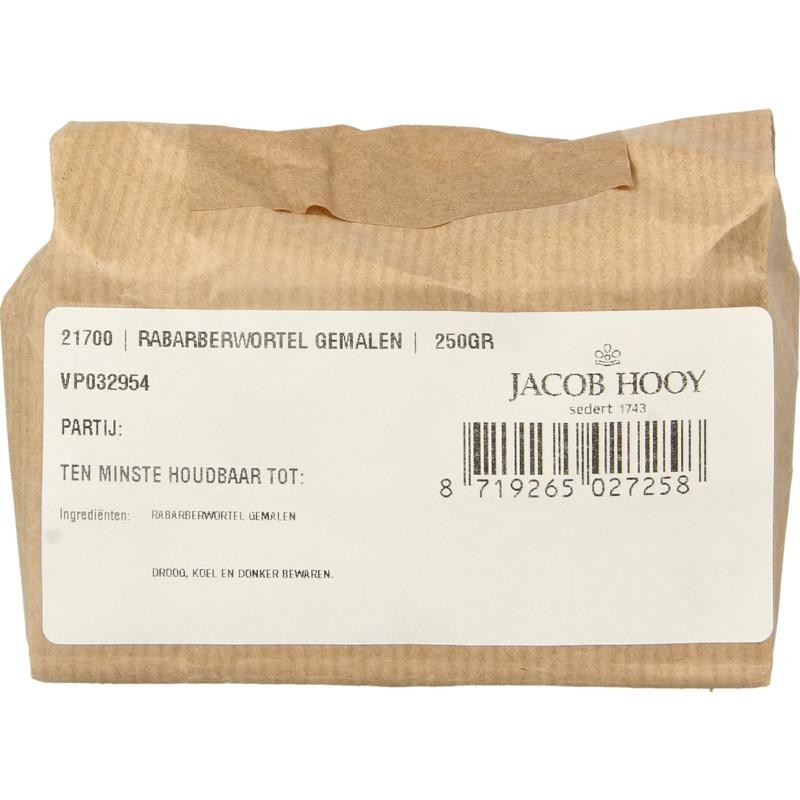 21700 | RABARBERWORTEL GEMALEN | 250GR
VP032954
PARTIJ:
TEN MINSTE HOUDBAAR TOT:
Ingrediënten: RABARBERWORTEL GEMALEN
DROOG, KOEL EN DONKER BEWAREN.
JACOB HOOY
sedert 1743
8 719265 027258